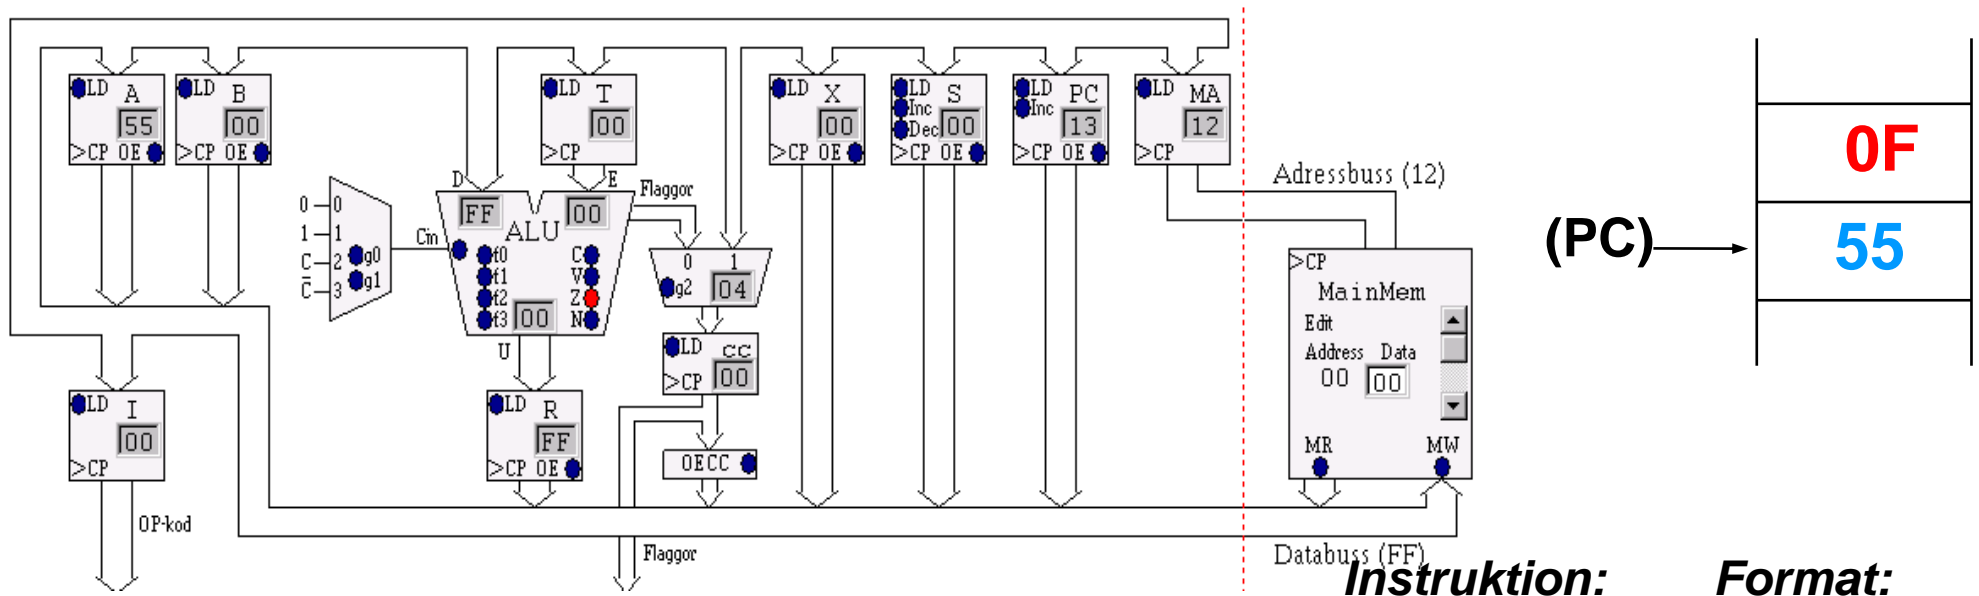 LD A 55 >CP OE
LD B 00 >CP OE
LD T 00 >CP
LD X 00 >CP OE
LD Inc Dec S 00 >CP OE
LD Inc PC 13 >CP OE
LD MA 12 >CP
0F
Adressbuss (12)
(PC) 55
0 0
1 1
C 2 g0
C̄ 3 g1
Cin
D E
FF 00
ALU
f0 C
f1 V
f2 Z
f3 00 N
U
Flaggor
0 1
g2 04
LD CC
>CP 00
OECC
Flaggor
LD I
00
>CP
OP-kod
LD R
FF
>CP OE
>CP
MainMem
Edit
Address Data
00 00
MR MW
Databuss (FF)
Instruktion: Format: